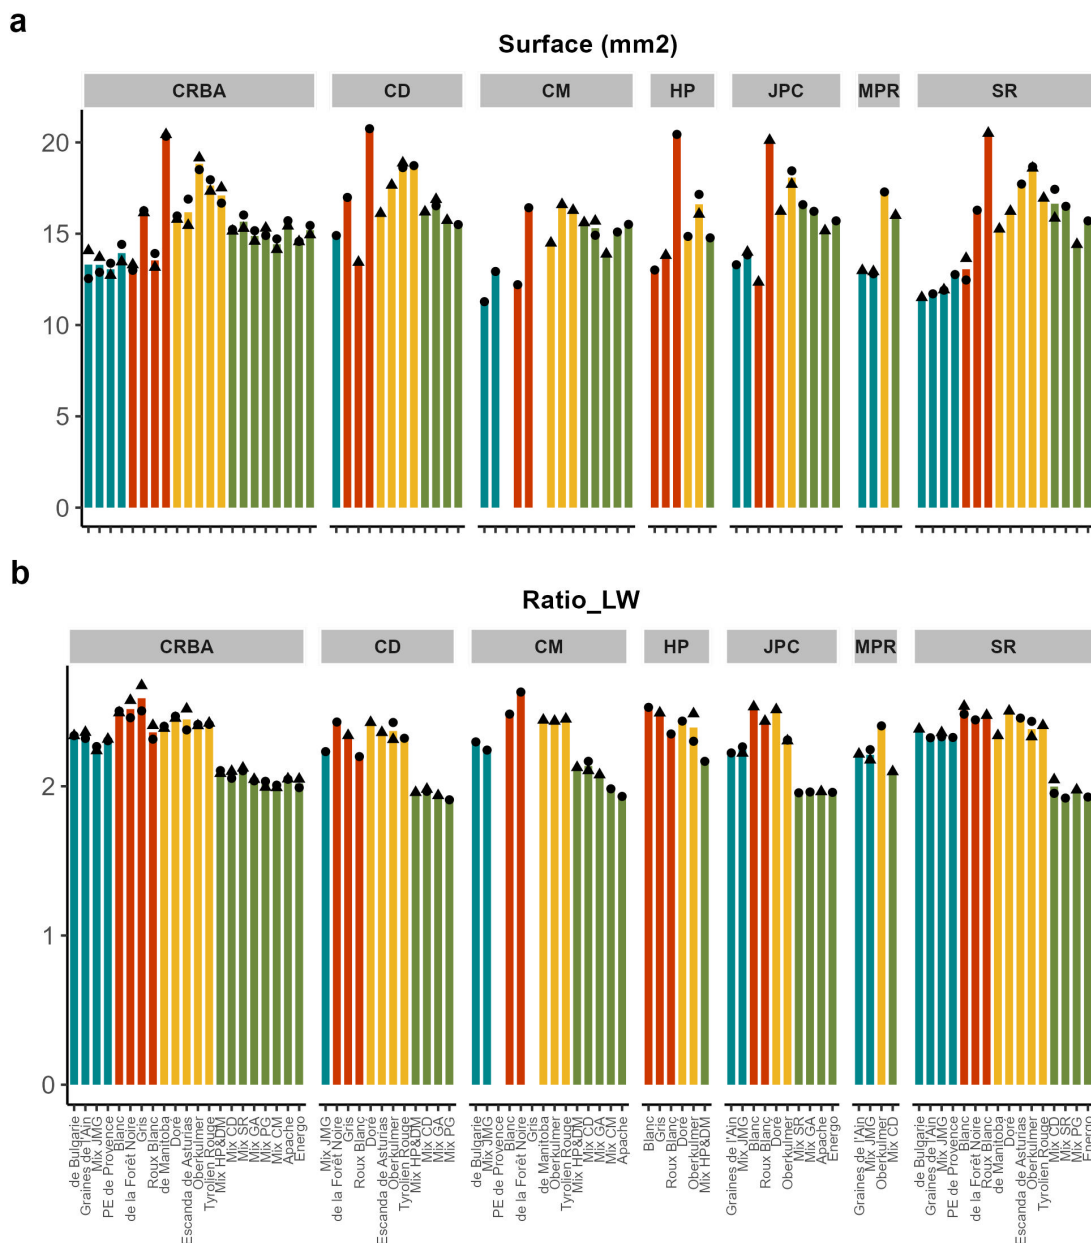 a
Surface (mm2)
CRBA CD CM HP JPC MPR SR
20
15
10
5
0
b
Ratio_LW
CRBA CD CM HP JPC MPR SR
2
1
0
de Bulgarie
Graines de l'Ain
Mix JMG
PE de Provence
Blanc
de la Forêt Noire
Gris
Roux Blanc
de Manitoba
Doré
Escanda de Asturias
Oberkulmer
Tyrolien Rouge
Mix HP&DM
Mix CD
Mix SR
Mix GA
Mix PG
Mix CM
Apache
Energo
Mix JMG
de la Forêt Noire
Gris
Roux Blanc
Doré
Escanda de Asturias
Oberkulmer
Tyrolien Rouge
Mix HP&DM
Mix CD
Mix GA
Mix PG
de Bulgarie
Mix JMG
PE de Provence
Blanc
de la Forêt Noire
Gris
de Manitoba
Oberkulmer
Tyrolien Rouge
Mix HP&DM
Mix CD
Mix GA
Mix CM
Apache
Blanc
Gris
Roux Blanc
Doré
Oberkulmer
Mix HP&DM
Graines de l'Ain
Mix JMG
Blanc
Roux Blanc
Doré
Oberkulmer
Mix SR
Mix GA
Apache
Energo
Graines de l'Ain
Mix JMG
Oberkulmer
Mix CD
de Bulgarie
Graines de l'Ain
Mix JMG
PE de Provence
Blanc
de la Forêt Noire
Roux Blanc
de Manitoba
Doré
Escanda de Asturias
Oberkulmer
Tyrolien Rouge
Mix CD
Mix SR
Mix PG
Energo